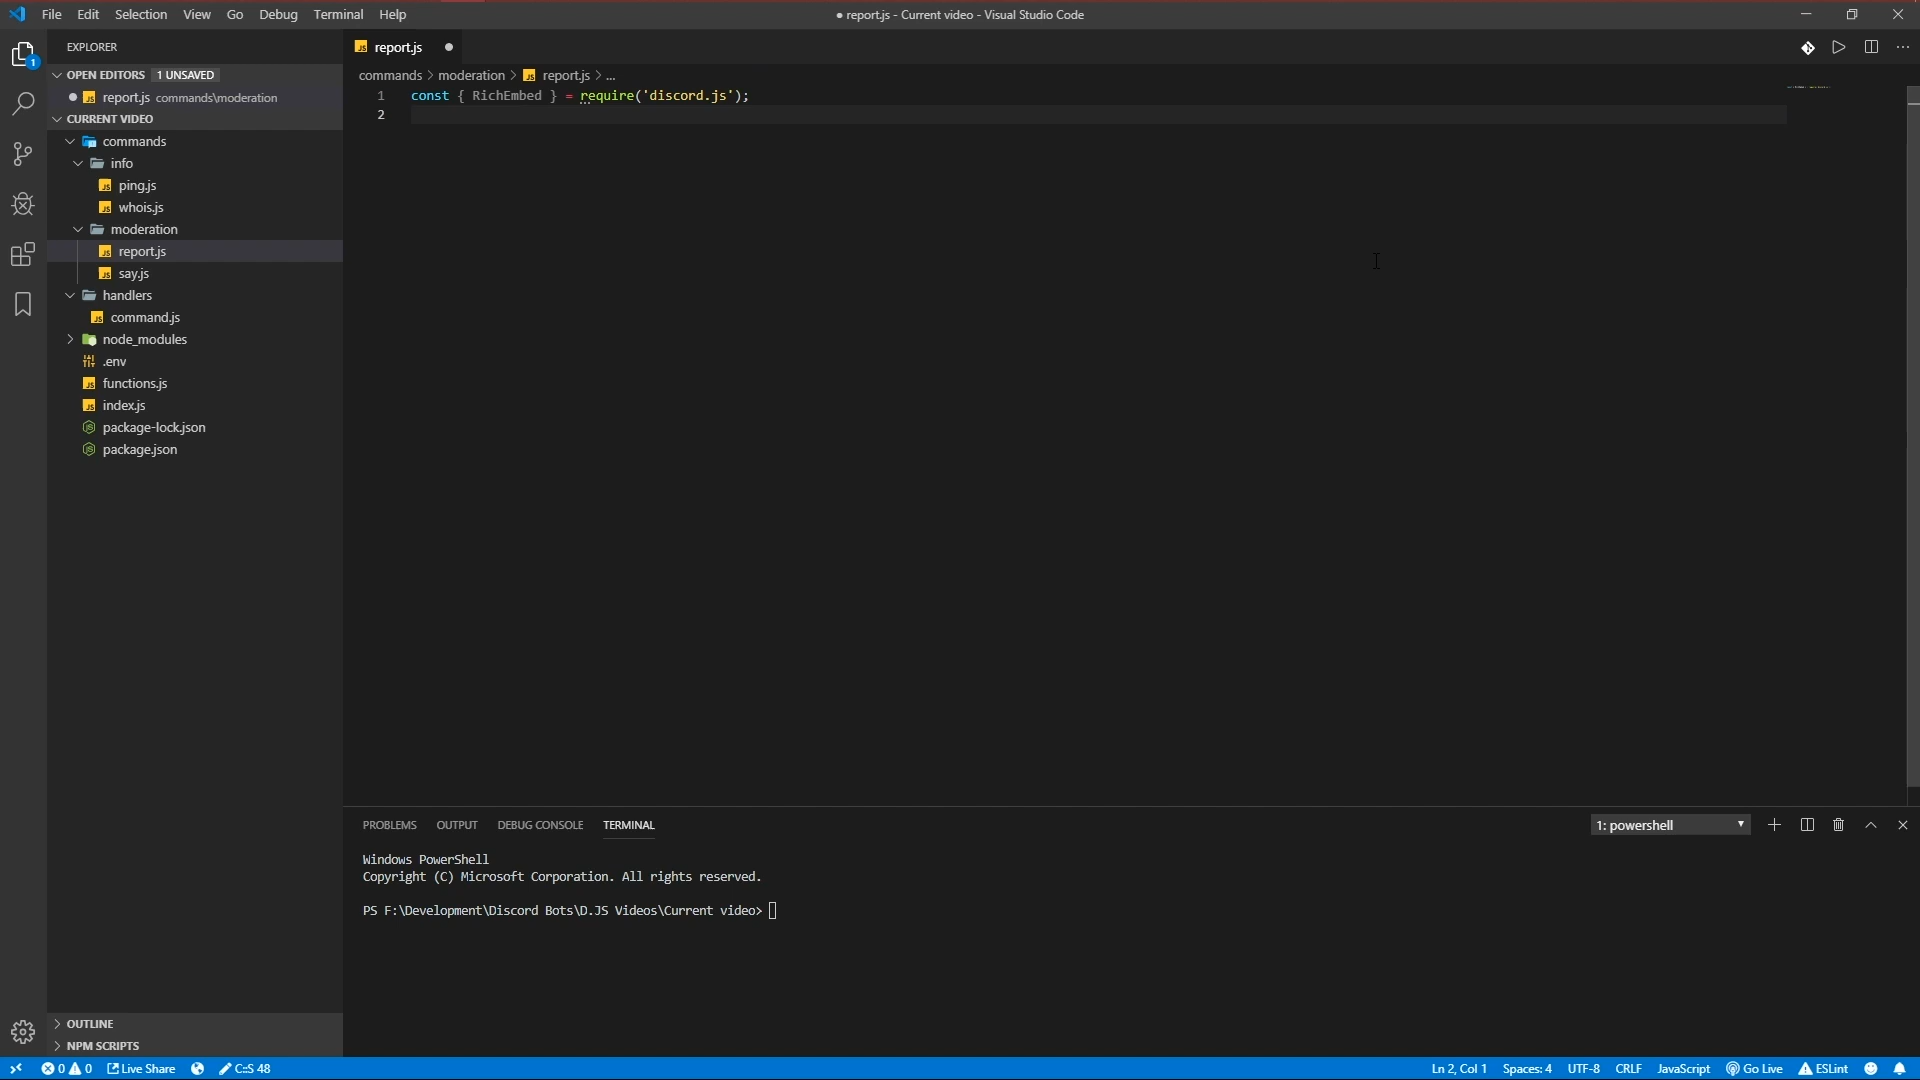 File Edit Selection View Go Debug Terminal Help
● report.js - Current video - Visual Studio Code
1
EXPLORER
OPEN EDITORS 1 UNSAVED
report.js commands\moderation
CURRENT VIDEO
commands
info
ping.js
whois.js
moderation
report.js
say.js
handlers
command.js
node_modules
.env
functions.js
index.js
package-lock.json
package.json
OUTLINE
NPM SCRIPTS
report.js
commands > moderation > report.js > ...
1 const { RichEmbed } = require('discord.js');
2
PROBLEMS OUTPUT DEBUG CONSOLE TERMINAL
1: powershell
Windows PowerShell
Copyright (C) Microsoft Corporation. All rights reserved.
PS F:\Development\Discord Bots\D.JS Videos\Current video>
0 0 Live Share C:S 48
Ln 2, Col 1 Spaces: 4 UTF-8 CRLF JavaScript Go Live ESLint